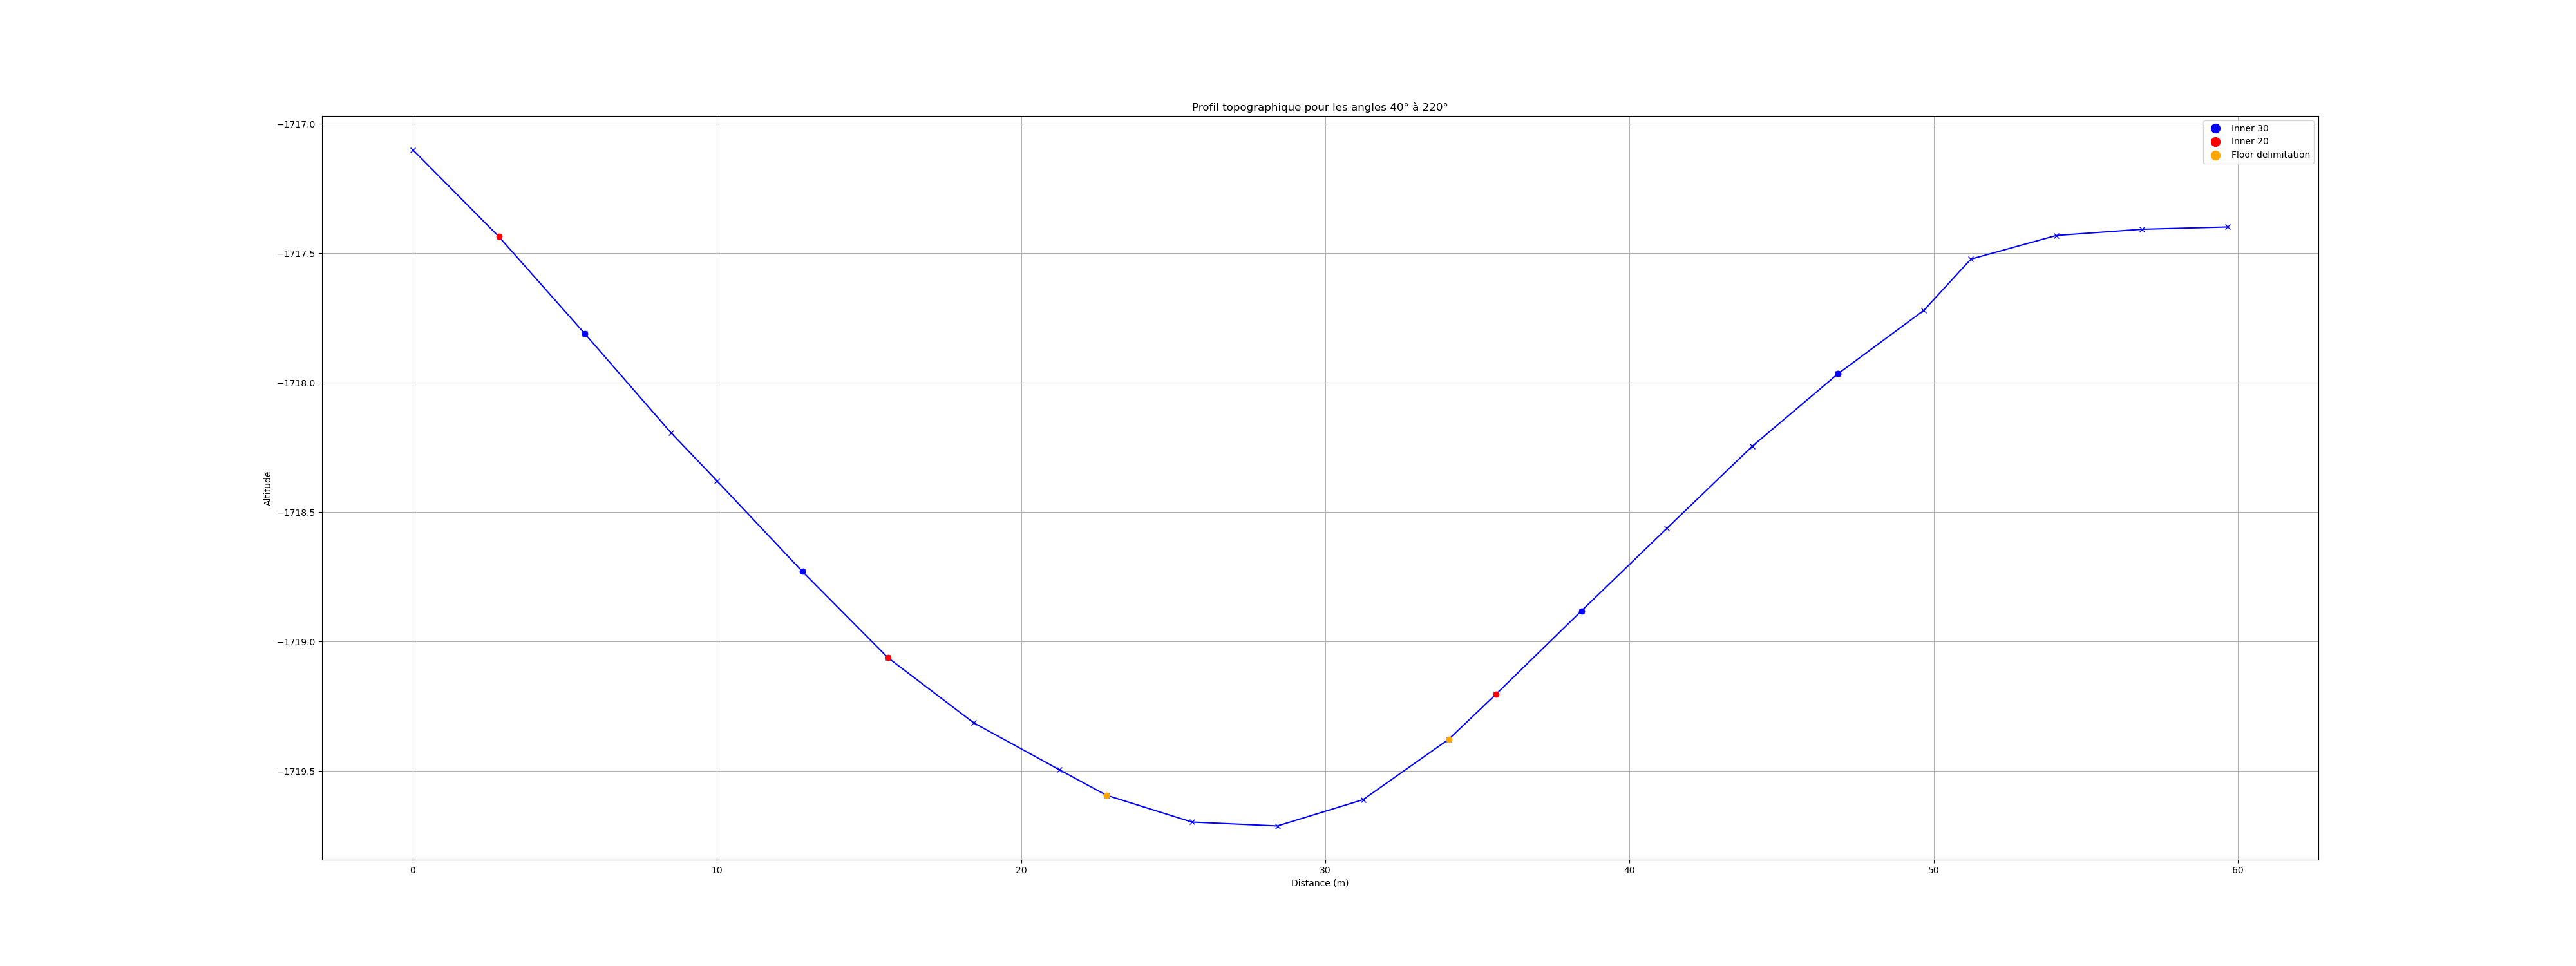 Profil topographique pour les angles 40° à 220°
Inner 30
Inner 20
Floor delimitation
−1717.0
−1717.5
−1718.0
−1718.5
−1719.0
−1719.5
Altitude
0 10 20 30 40 50 60
Distance (m)